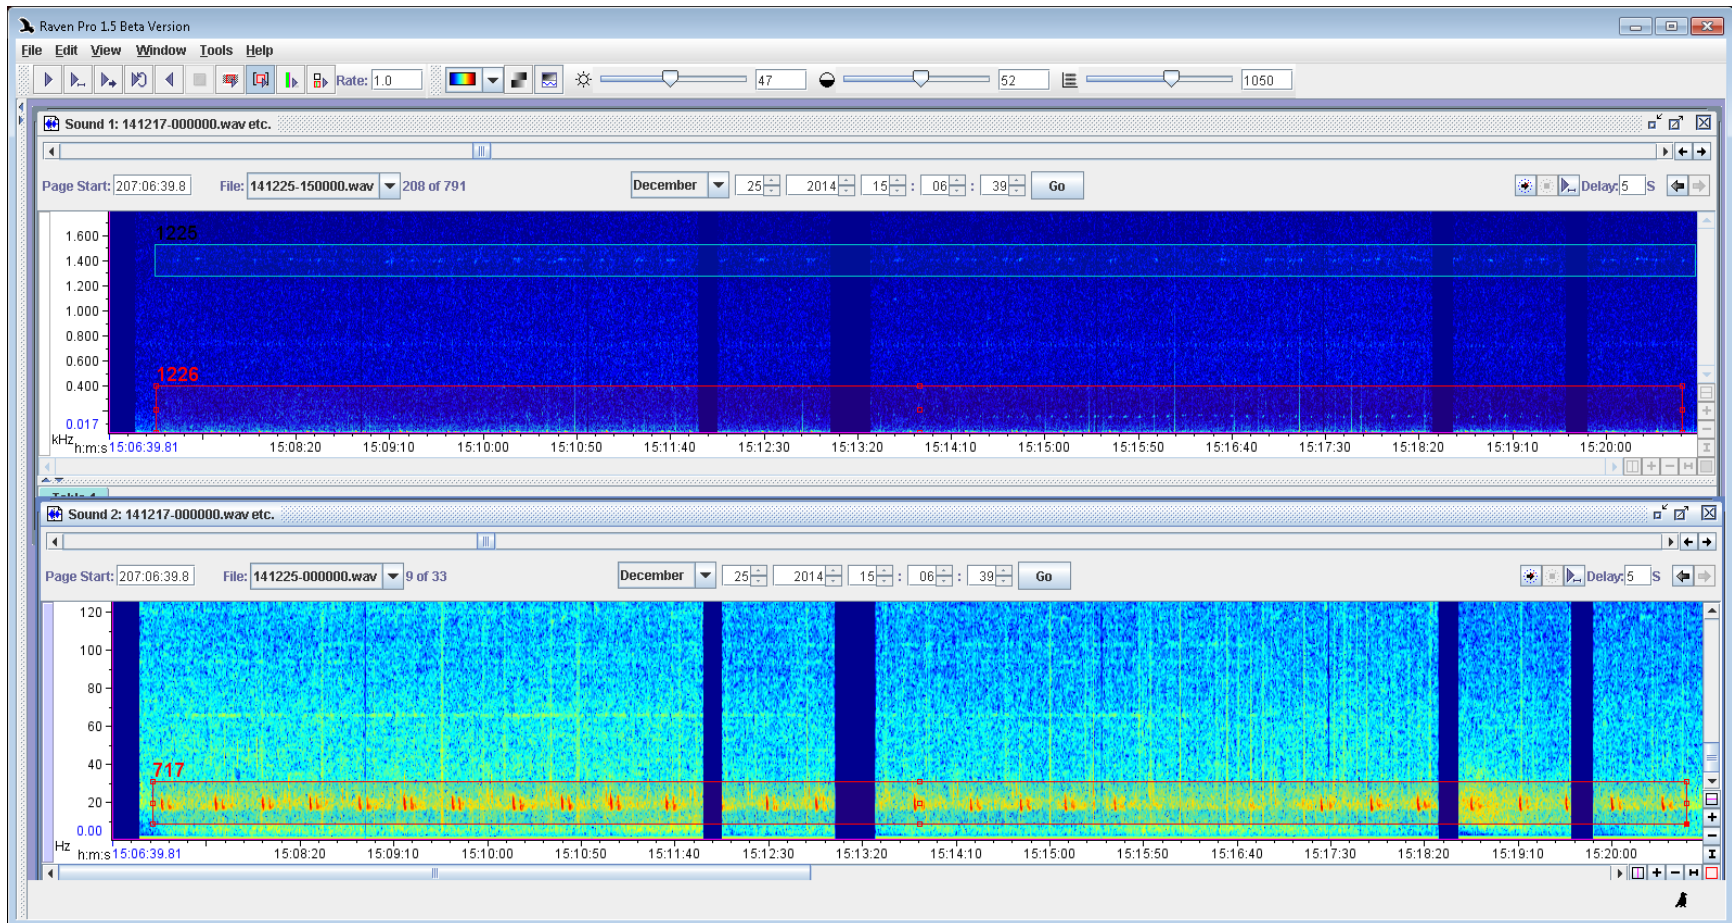 Raven Pro 1.5 Beta Version
File Edit View Window Tools Help
Rate: 1.0 47 52 1050
Sound 1: 141217-000000.wav etc.
Page Start: 207:06:39.8 File: 141225-150000.wav 208 of 791 December 25 2014 15 : 06 : 39 Go Delay: 5 S
1225
1.600
1.400
1.200
1.000
0.800
0.600
1226
0.400
0.017
kHz
h:m:s 15:06:39.81 15:08:20 15:09:10 15:10:00 15:10:50 15:11:40 15:12:30 15:13:20 15:14:10 15:15:00 15:15:50 15:16:40 15:17:30 15:18:20 15:19:10 15:20:00
Table 1
Sound 2: 141217-000000.wav etc.
Page Start: 207:06:39.8 File: 141225-000000.wav 9 of 33 December 25 2014 15 : 06 : 39 Go Delay: 5 S
120
100
80
60
40
717
20
0.00
Hz
h:m:s 15:06:39.81 15:08:20 15:09:10 15:10:00 15:10:50 15:11:40 15:12:30 15:13:20 15:14:10 15:15:00 15:15:50 15:16:40 15:17:30 15:18:20 15:19:10 15:20:00